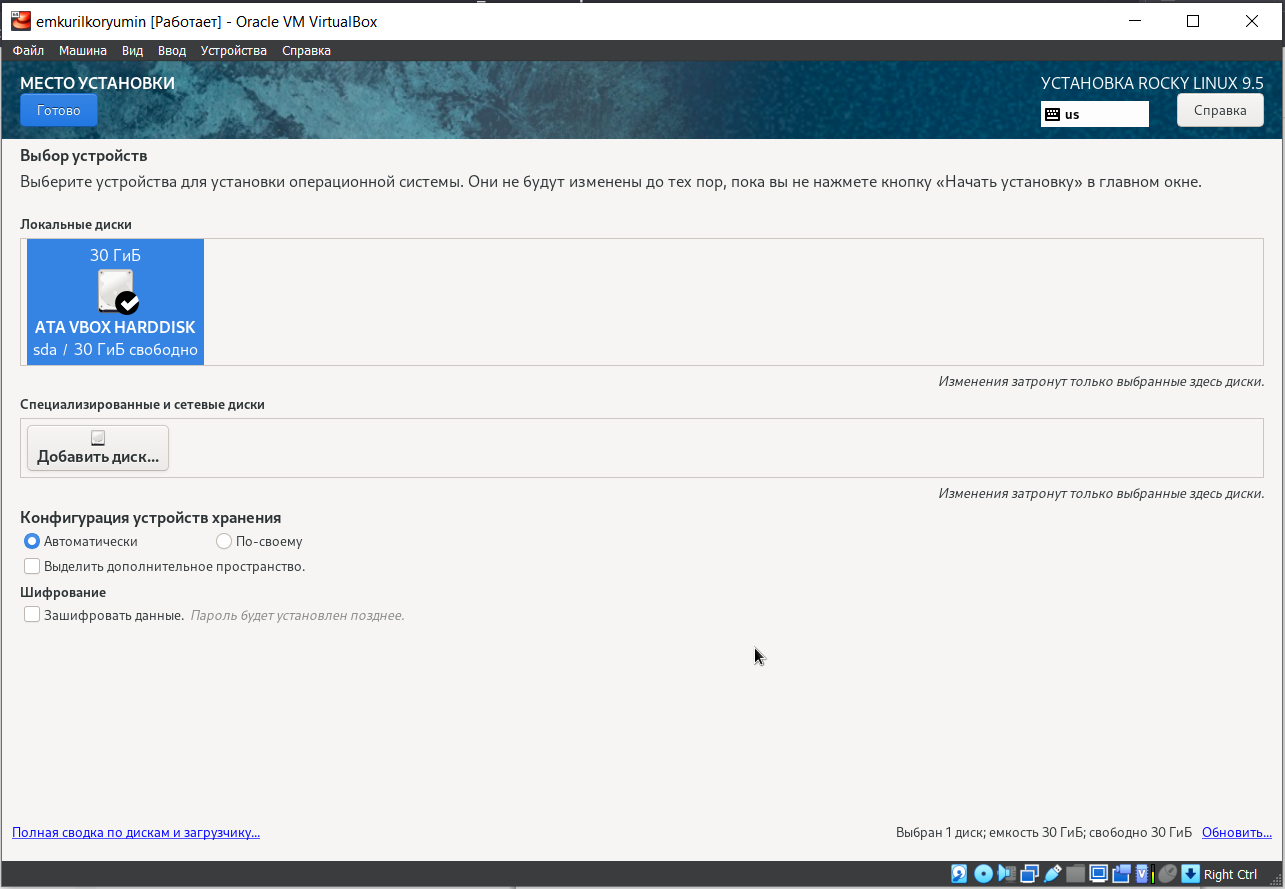 emkurilkoryumin [Работает] - Oracle VM VirtualBox
Файл Машина Вид Ввод Устройства Справка
МЕСТО УСТАНОВКИ
УСТАНОВКА ROCKY LINUX 9.5
Готово
us
Справка
Выбор устройств
Выберите устройства для установки операционной системы. Они не будут изменены до тех пор, пока вы не нажмете кнопку «Начать установку» в главном окне.
Локальные диски
30 ГиБ
ATA VBOX HARDDISK
sda / 30 ГиБ свободно
Изменения затронут только выбранные здесь диски.
Специализированные и сетевые диски
Добавить диск...
Изменения затронут только выбранные здесь диски.
Конфигурация устройств хранения
Автоматически По-своему
Выделить дополнительное пространство.
Шифрование
Зашифровать данные. Пароль будет установлен позднее.
Полная сводка по дискам и загрузчику...
Выбран 1 диск; емкость 30 ГиБ; свободно 30 ГиБ Обновить...
Right Ctrl